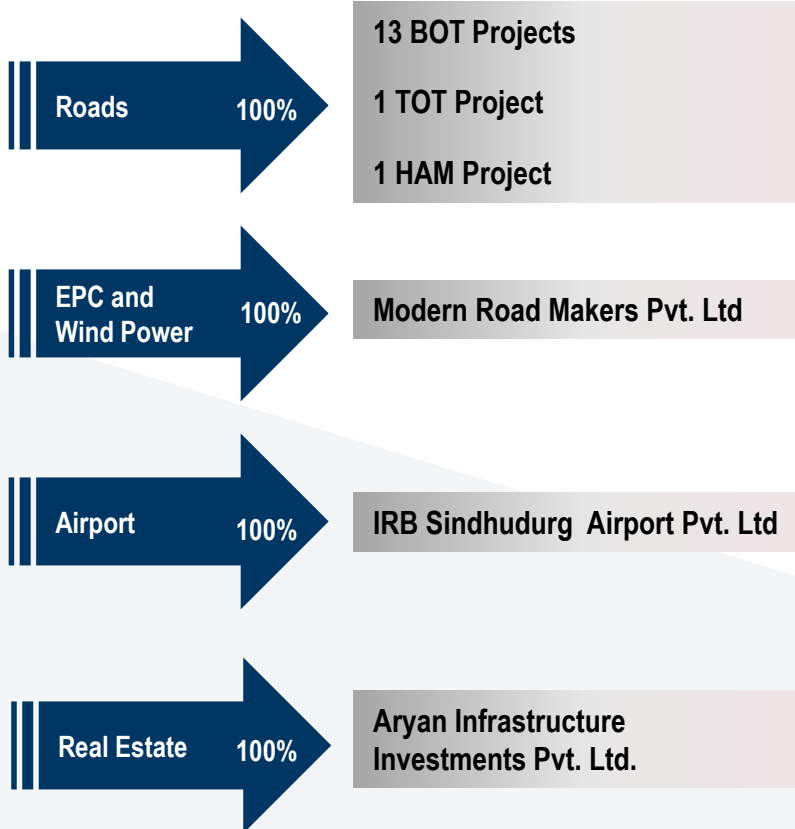 Roads 100%
13 BOT Projects
1 TOT Project
1 HAM Project
EPC and
Wind Power
100%
Modern Road Makers Pvt. Ltd
Airport 100%
IRB Sindhudurg Airport Pvt. Ltd
Real Estate 100%
Aryan Infrastructure
Investments Pvt. Ltd.